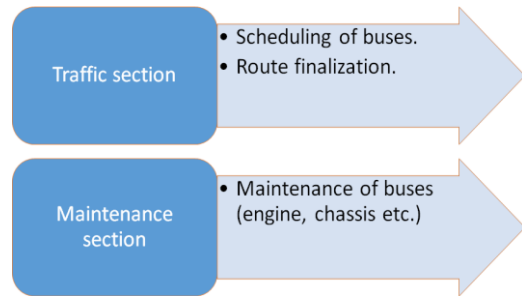 Traffic section
• Scheduling of buses.
• Route finalization.
Maintenance
section
• Maintenance of buses
(engine, chassis etc.)